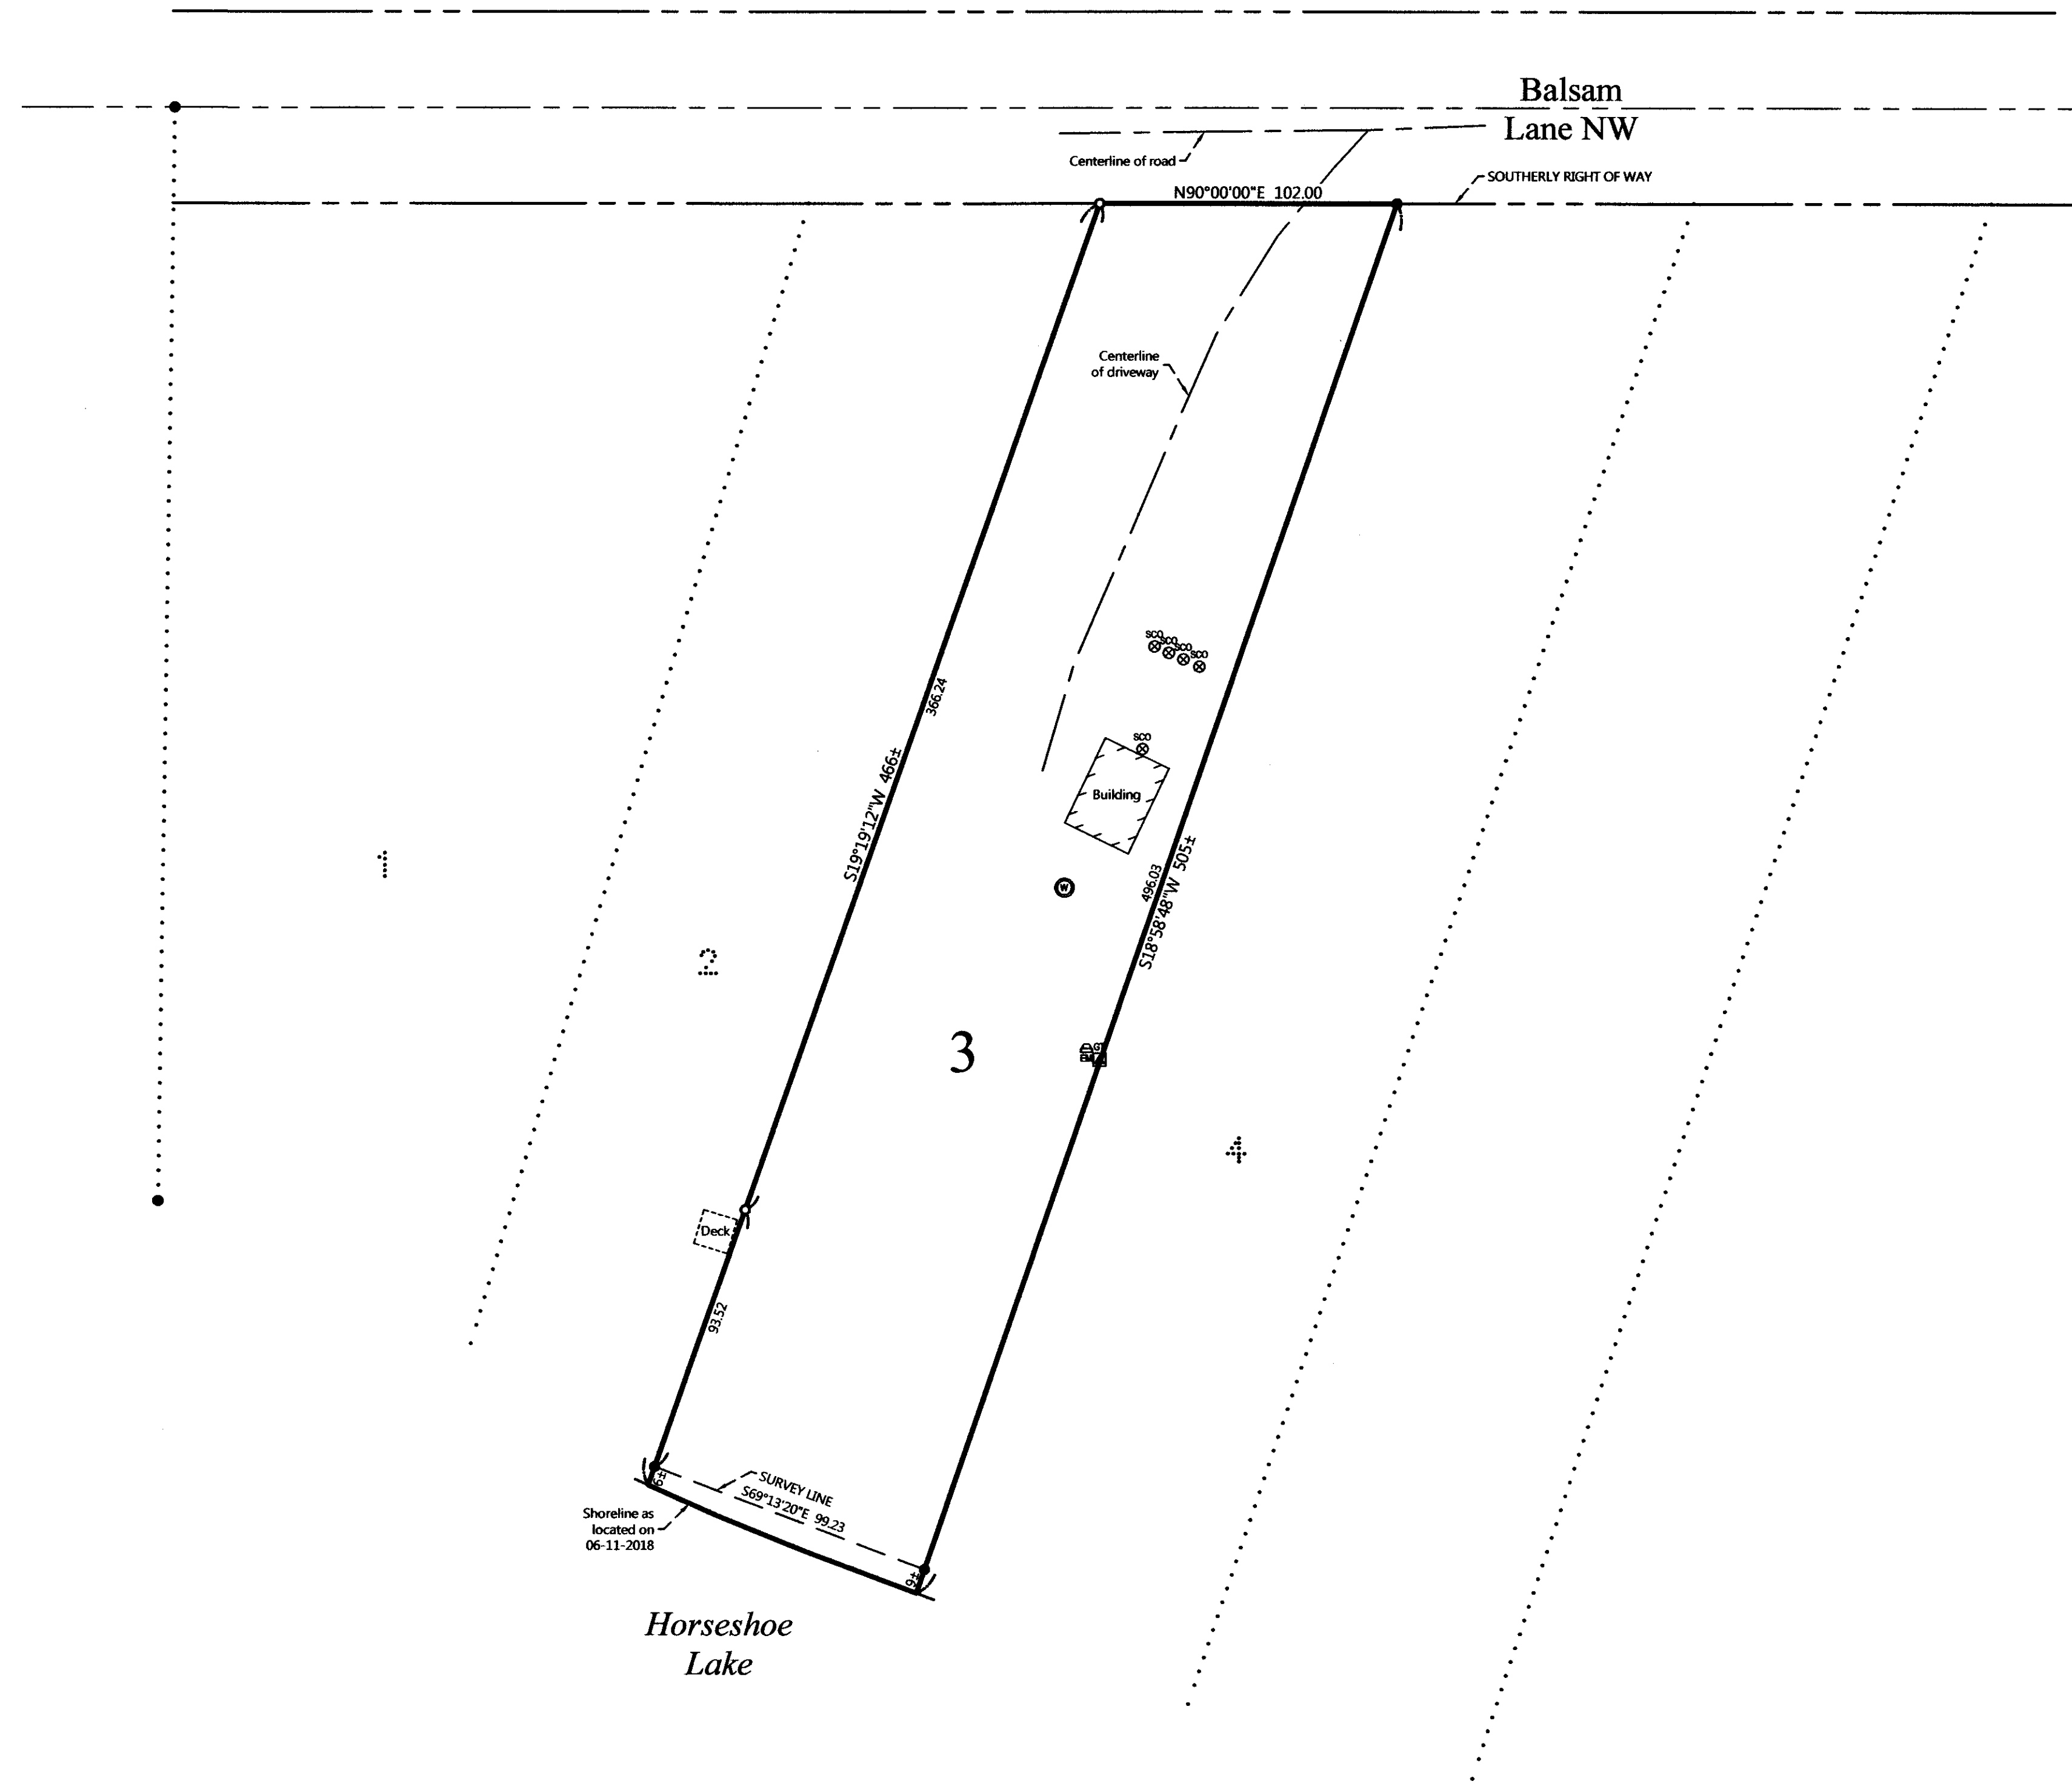 Balsam
Lane NW
Centerline of road
SOUTHERLY RIGHT OF WAY
N90°00'00"E 102.00
Centerline
of driveway
SCO
SCO
SCO
SCO
366.24
SCO
S19°19'12"W 466±
Building
1
496.03
S18°58'48"W 505±
W
2
3
EM
4
Deck
93.52
6±
SURVEY LINE
S69°13'20"E 99.23
Shoreline as
located on
06-11-2018
9±
Horseshoe
Lake